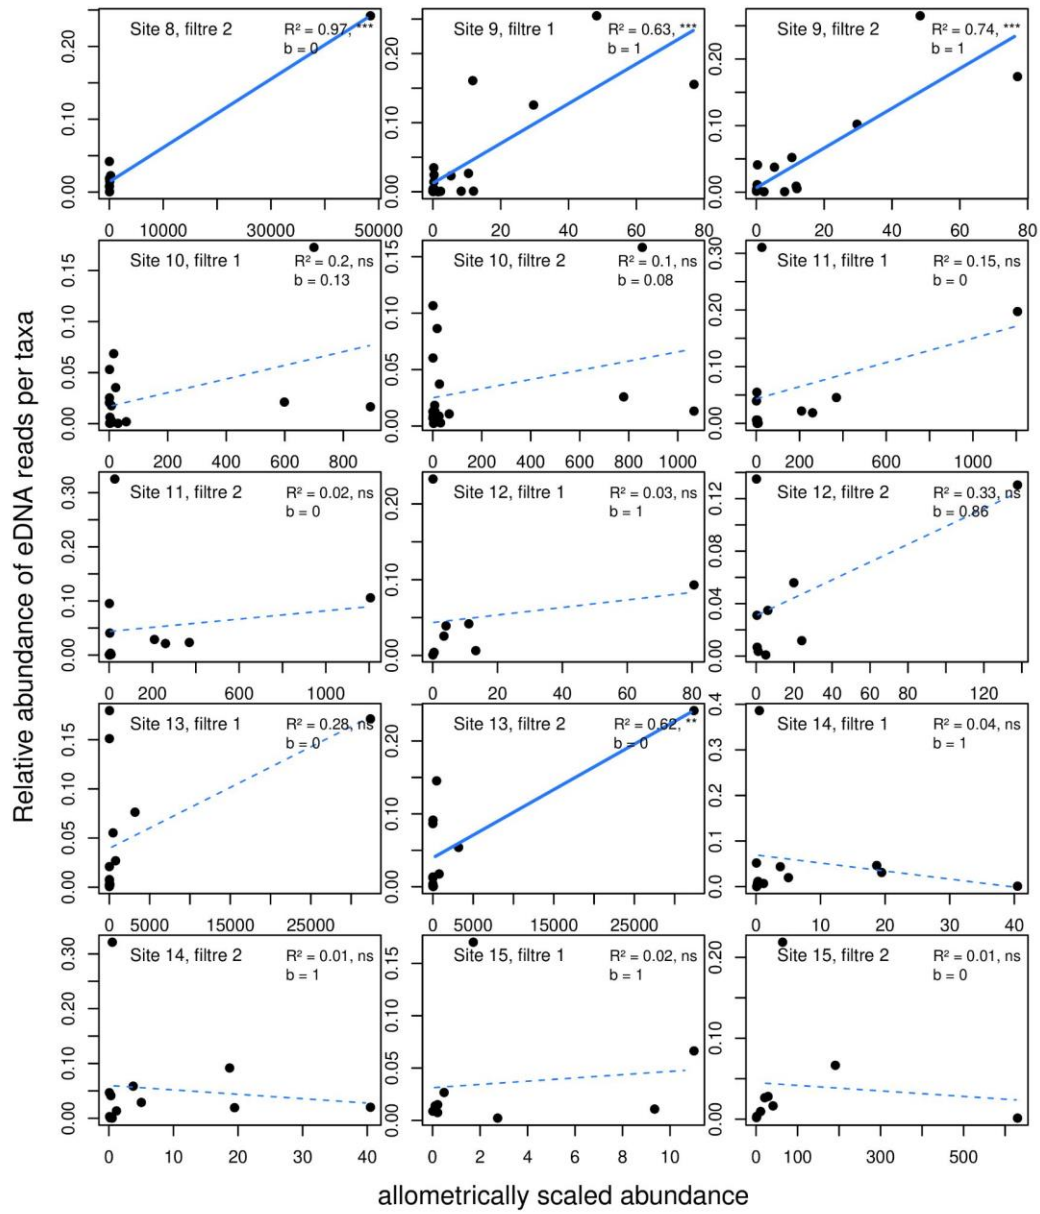 Relative abundance of eDNA reads per taxa
Site 8, filtre 2
R² = 0.97, ***
b = 0
0.00 0.10 0.20
0 10000 30000 50000
Site 9, filtre 1
R² = 0.63, ***
b = 1
0.00 0.10 0.20
0 20 40 60 80
Site 9, filtre 2
R² = 0.74, ***
b = 1
0.00 0.10 0.20
0 20 40 60 80
Site 10, filtre 1
R² = 0.2, ns
b = 0.13
0.00 0.05 0.15
0 200 400 600 800
Site 10, filtre 2
R² = 0.1, ns
b = 0.08
0.00 0.05 0.10 0.15
0 200 400 600 1000
Site 11, filtre 1
R² = 0.15, ns
b = 0
0.00 0.10 0.20 0.30
0 200 600 1000
Site 11, filtre 2
R² = 0.02, ns
b = 0
0.00 0.10 0.20 0.30
0 200 600 1000
Site 12, filtre 1
R² = 0.03, ns
b = 1
0.00 0.10 0.20
0 20 40 60 80
Site 12, filtre 2
R² = 0.33, ns
b = 0.86
0.00 0.04 0.08 0.12
0 20 40 60 80 120
Site 13, filtre 1
R² = 0.28, ns
b = 0
0.00 0.05 0.10 0.15
0 5000 15000 25000
Site 13, filtre 2
R² = 0.62, **
b = 0
0.00 0.10 0.20
0 5000 15000 25000
Site 14, filtre 1
R² = 0.04, ns
b = 1
0.0 0.1 0.2 0.3 0.4
0 10 20 30 40
Site 14, filtre 2
R² = 0.01, ns
b = 1
0.00 0.10 0.20 0.30
0 10 20 30 40
Site 15, filtre 1
R² = 0.02, ns
b = 1
0.00 0.05 0.10 0.15
0 2 4 6 8 10
Site 15, filtre 2
R² = 0.01, ns
b = 0
0.00 0.10 0.20
0 100 300 500
allometrically scaled abundance